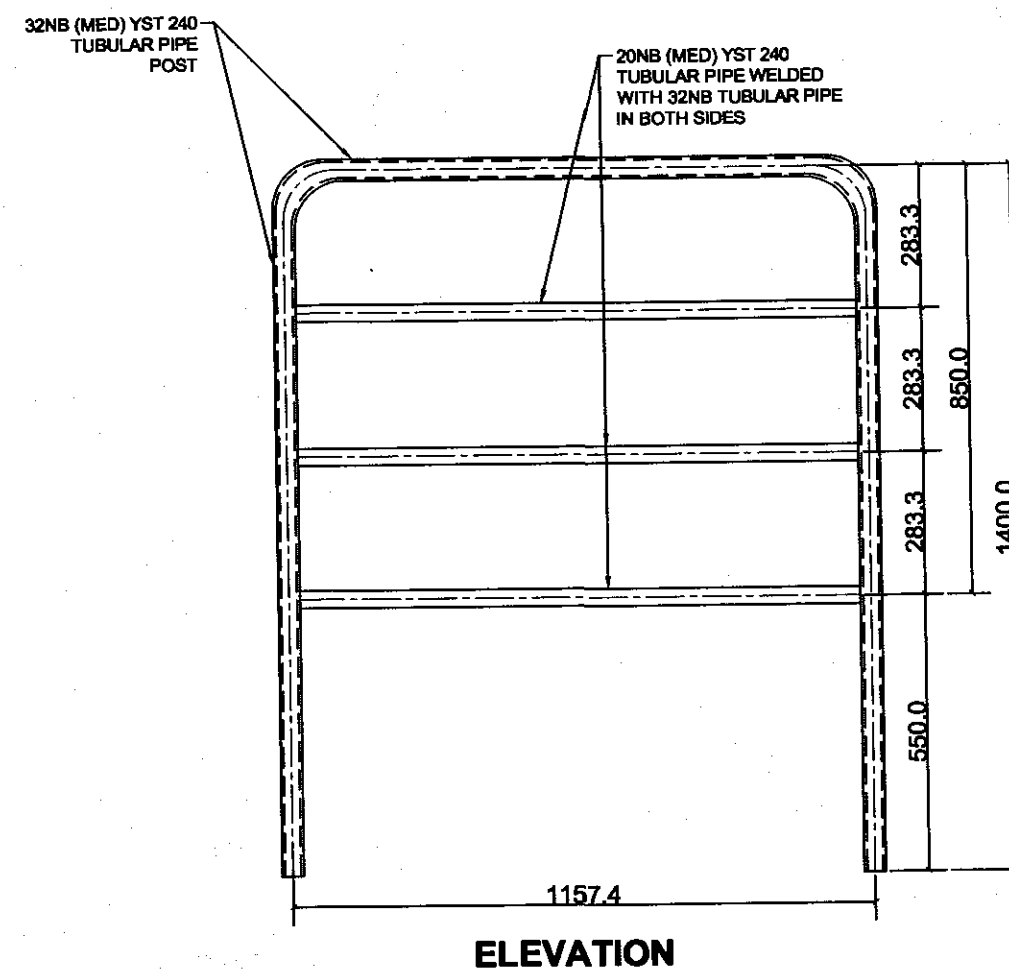 32NB (MED) YST 240
TUBULAR PIPE
POST
20NB (MED) YST 240
TUBULAR PIPE WELDED
WITH 32NB TUBULAR PIPE
IN BOTH SIDES
283.3
283.3
850.0
283.3
1400.0
550.0
1157.4
ELEVATION